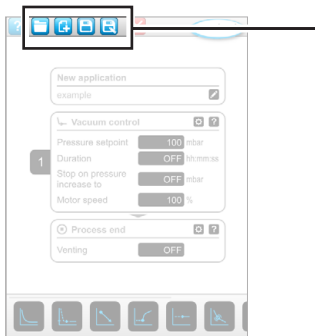 New application
example
Vacuum control ?
Pressure setpoint 100 mbar
1
Duration OFF hh:mm:ss
Stop on pressure
increase to OFF mbar
Motor speed 100 %
Process end ?
Venting OFF